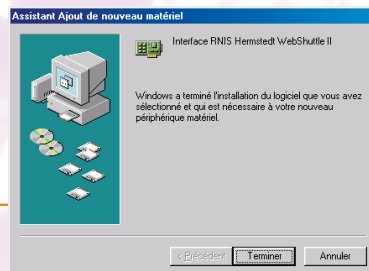 Assistant Ajout de nouveau matériel
Interface RNIS Hermstedt WebShuttle II
Windows a terminé l'installation du logiciel que vous avez
sélectionné et qui est nécessaire à votre nouveau
périphérique matériel.
< Précédent
Terminer
Annuler